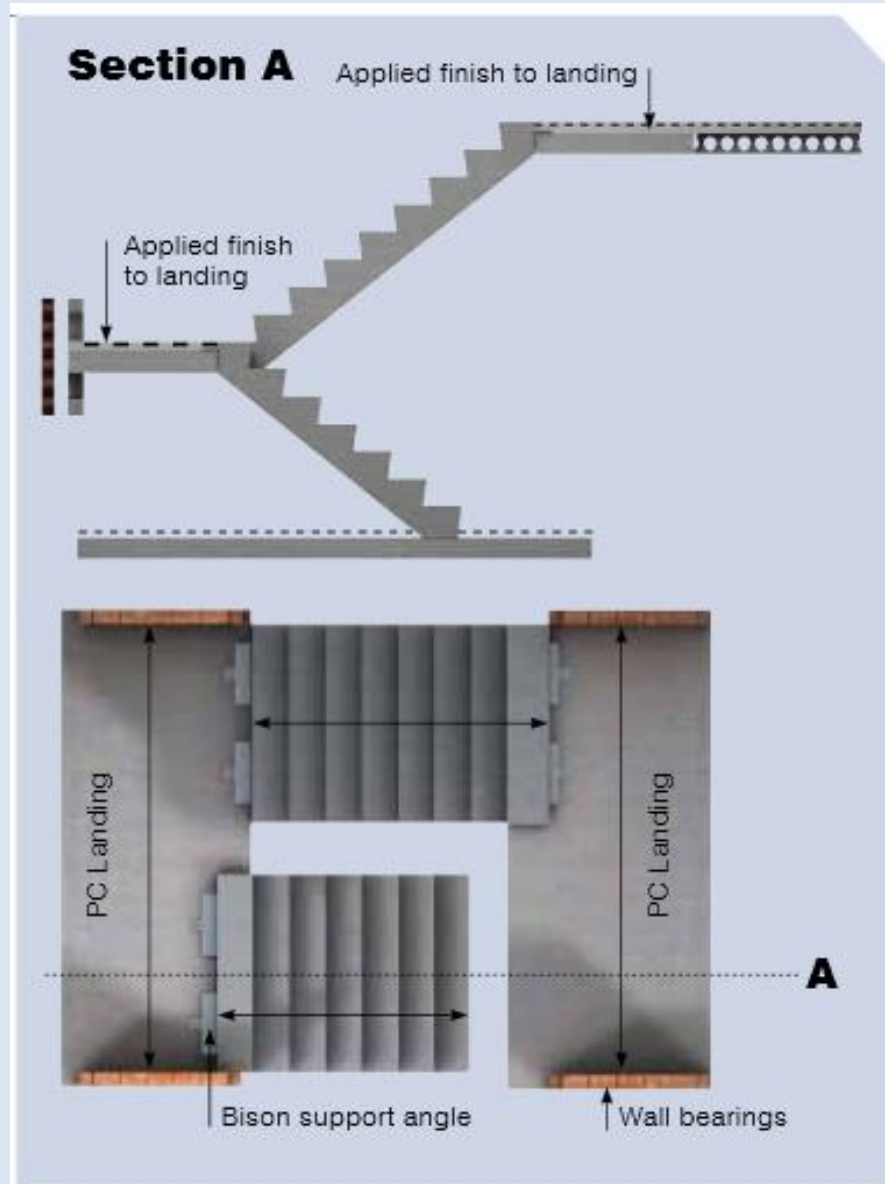 Section A
Applied finish to landing
Applied finish
to landing
PC Landing
PC Landing
A
Bison support angle
Wall bearings